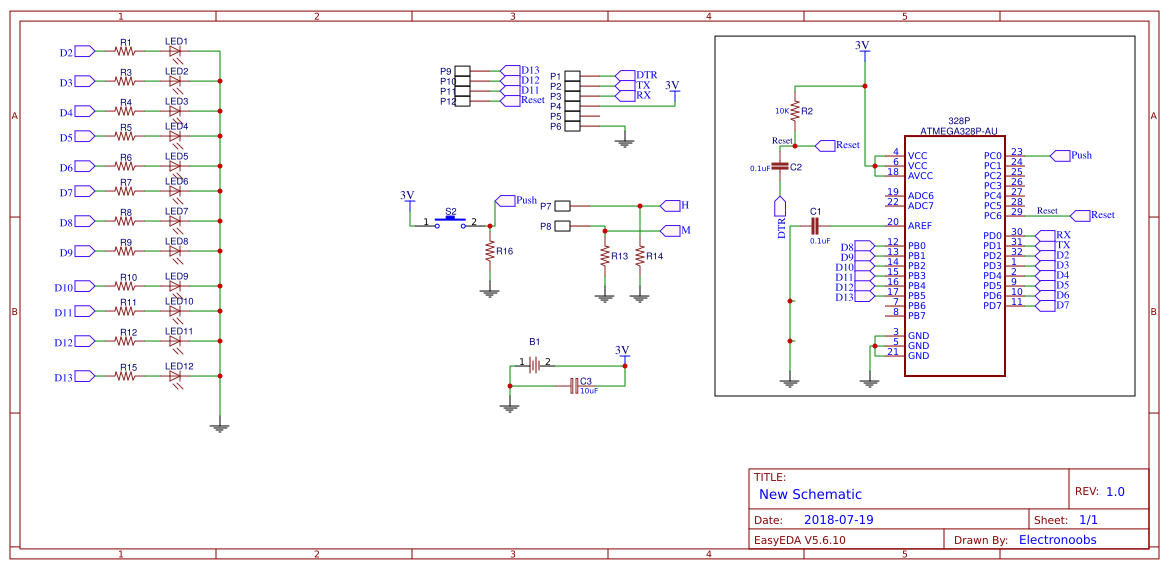 1 2 3 4 5
A
B
A
B
D2 R1 LED1
D3 R3 LED2
D4 R4 LED3
D5 R5 LED4
D6 R6 LED5
D7 R7 LED6
D8 R8 LED7
D9 R9 LED8
D10 R10 LED9
D11 R11 LED10
D12 R12 LED11
D13 R15 LED12
P9 D13
P10 D12
P11 D11
P12 Reset
P1 DTR
P2 TX
P3 RX
P4 3V
P5
P6
3V
1 S2 2
Push
R16
P7 H
P8 M
R13 R14
B1
1 2
3V
C3
10uF
3V
10K R2
Reset Reset
0.1uF C2
DTR
C1
0.1uF
328P
ATMEGA328P-AU
4 VCC
6 VCC
18 AVCC
19 ADC6
22 ADC7
20 AREF
D8 12 PB0
D9 13 PB1
D10 14 PB2
D11 15 PB3
D12 16 PB4
D13 17 PB5
7 PB6
8 PB7
3 GND
5 GND
21 GND
PC0 23 Push
PC1 24
PC2 25
PC3 26
PC4 27
PC5 28
PC6 29 Reset Reset
PD0 30 RX
PD1 31 TX
PD2 32 D2
PD3 1 D3
PD4 2 D4
PD5 9 D5
PD6 10 D6
PD7 11 D7
TITLE:
New Schematic
REV: 1.0
Date: 2018-07-19
Sheet: 1/1
EasyEDA V5.6.10
Drawn By: Electronoobs
1 2 3 4 5